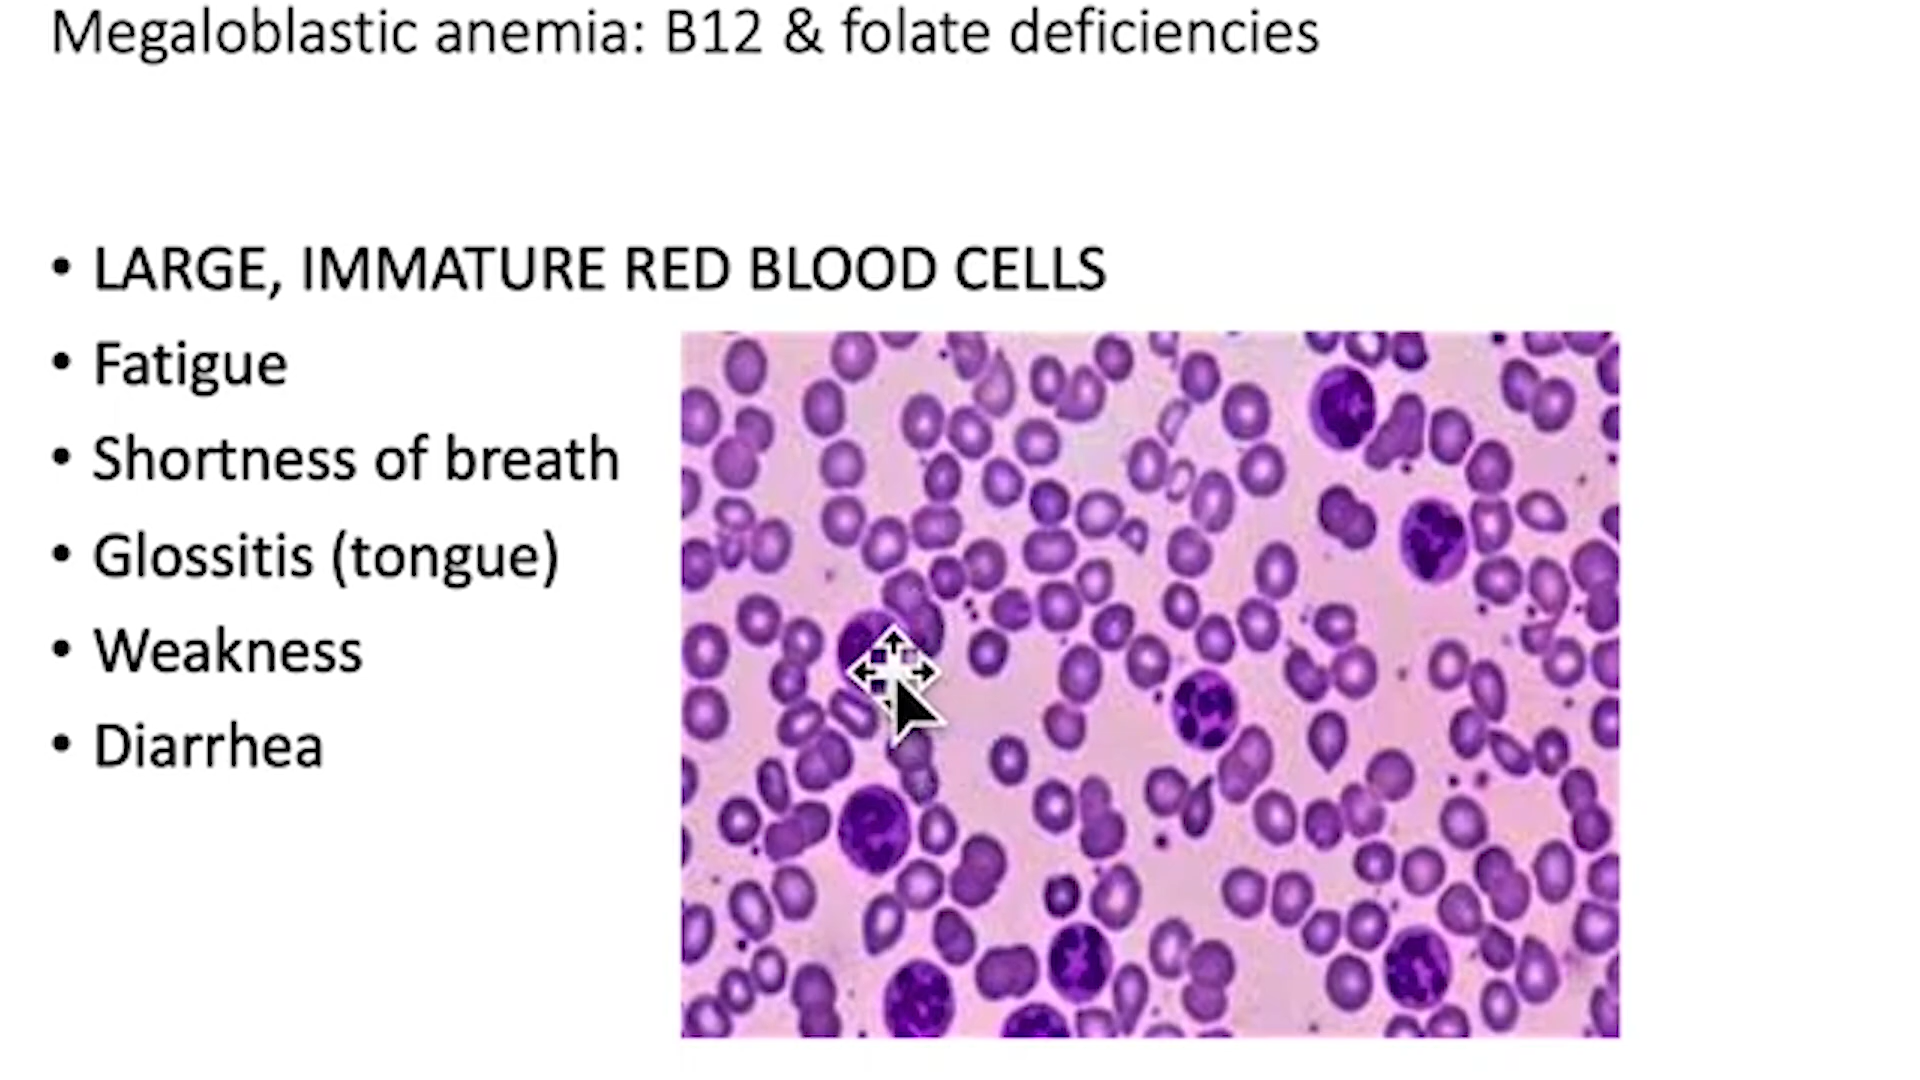 Megaloblastic anemia: B12 & folate deficiencies
• LARGE, IMMATURE RED BLOOD CELLS
• Fatigue
• Shortness of breath
• Glossitis (tongue)
• Weakness
• Diarrhea